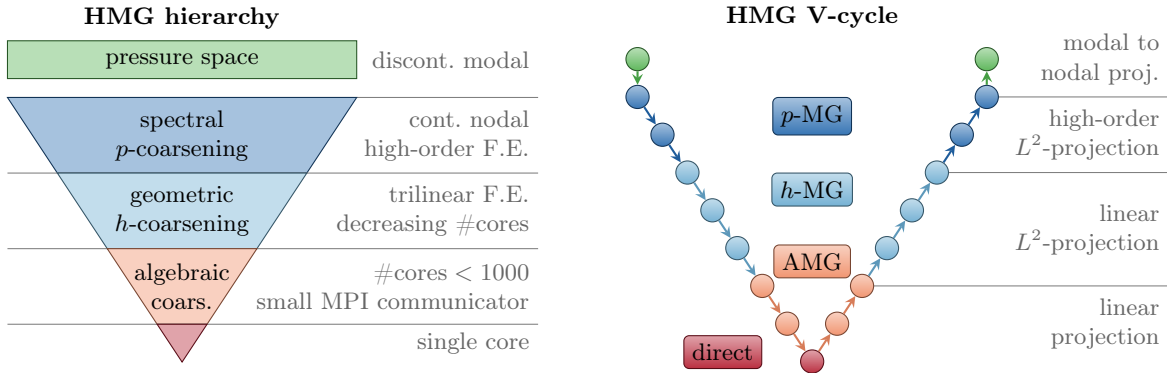 HMG hierarchy
pressure space
discont. modal
spectral
p-coarsening
cont. nodal
high-order F.E.
geometric
h-coarsening
trilinear F.E.
decreasing #cores
algebraic
coars.
#cores < 1000
small MPI communicator
single core
HMG V-cycle
modal to
nodal proj.
p-MG
high-order
L²-projection
h-MG
linear
L²-projection
AMG
linear
projection
direct